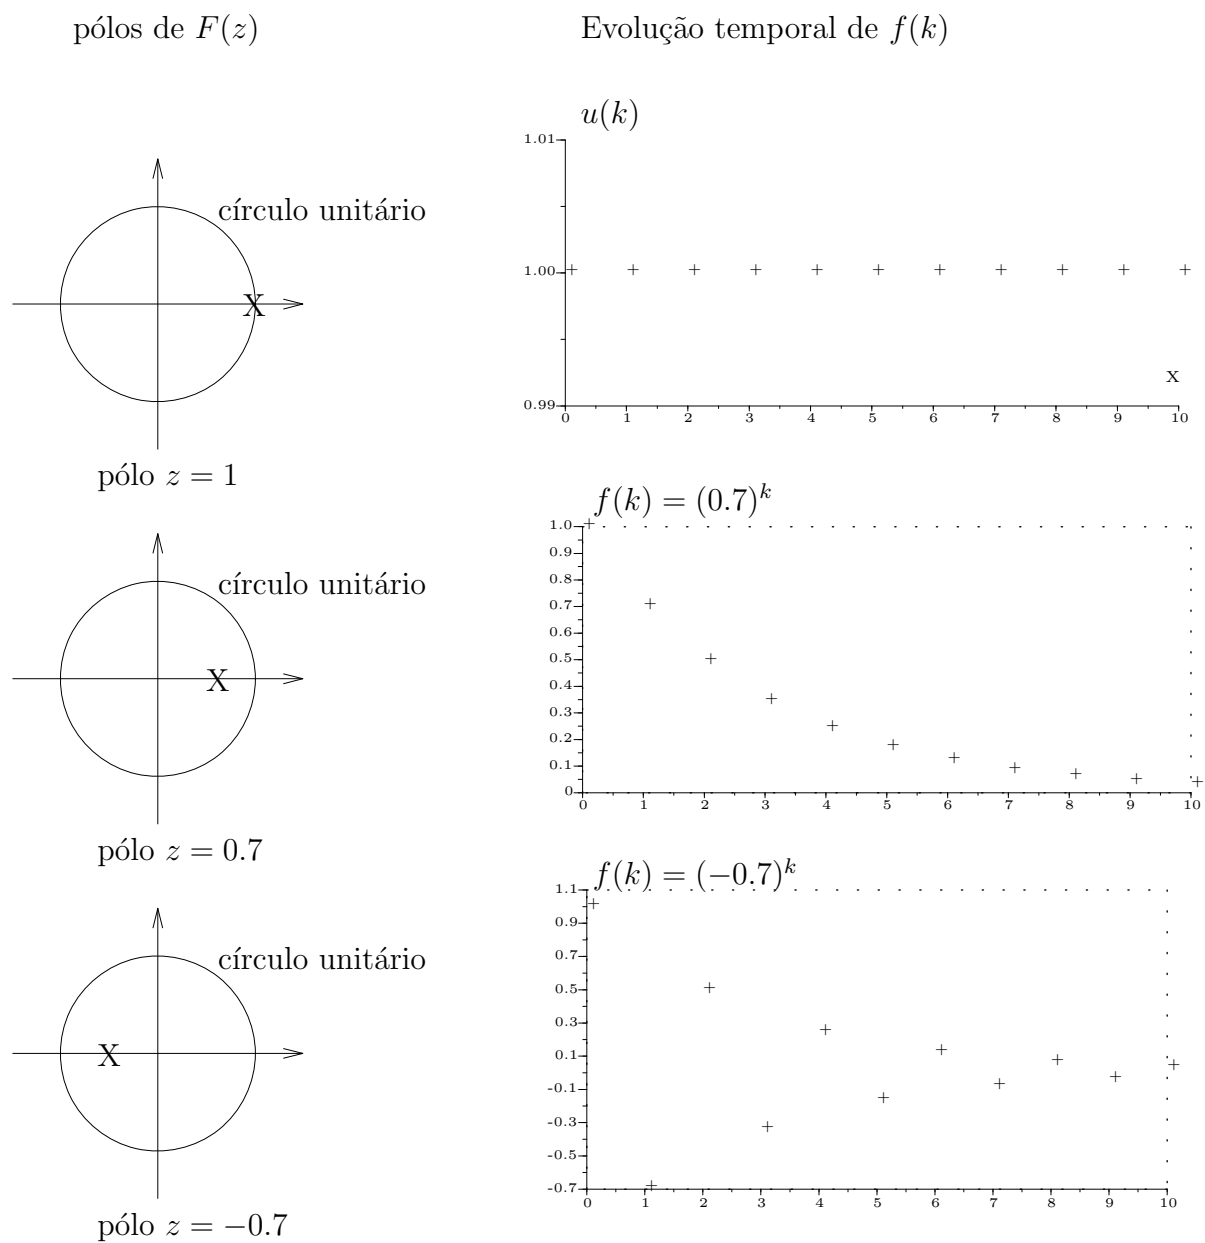 pólos de F(z)
Evolução temporal de f(k)
u(k)
1.01
1.00
0.99
0 1 2 3 4 5 6 7 8 9 10
x
círculo unitário
X
pólo z = 1
f(k) = (0.7)^k
1.0
0.9
0.8
0.7
0.6
0.5
0.4
0.3
0.2
0.1
0
0 1 2 3 4 5 6 7 8 9 10
círculo unitário
X
pólo z = 0.7
f(k) = (−0.7)^k
1.1
0.9
0.7
0.5
0.3
0.1
-0.1
-0.3
-0.5
-0.7
0 1 2 3 4 5 6 7 8 9 10
círculo unitário
X
pólo z = −0.7